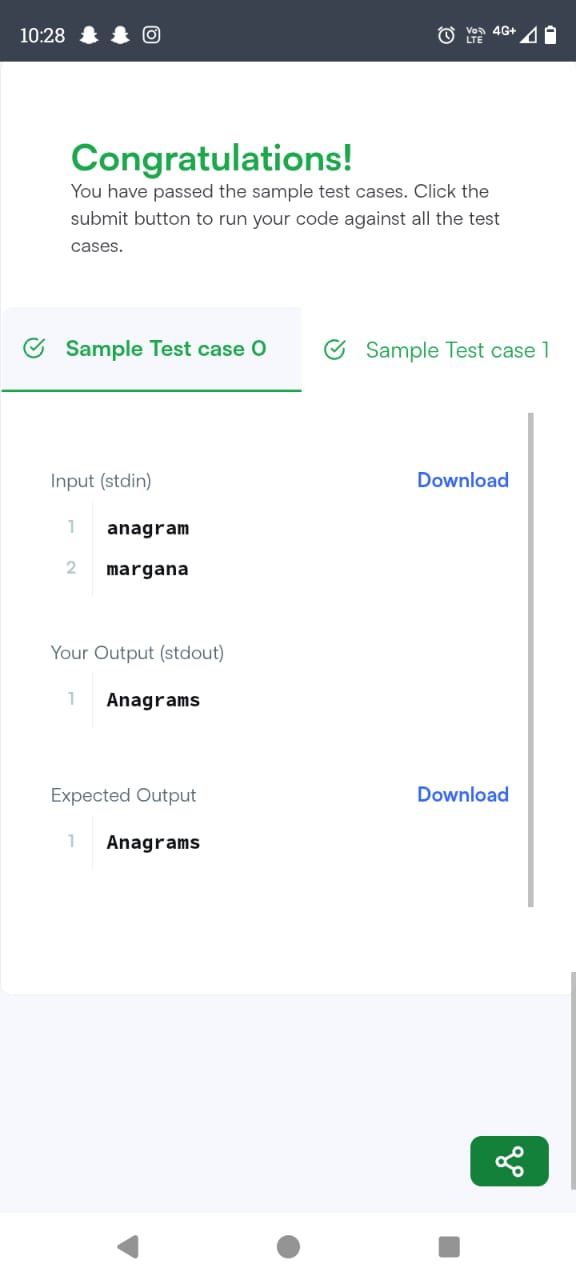 10:28
Vo)) LTE 4G+
Congratulations!
You have passed the sample test cases. Click the
submit button to run your code against all the test
cases.
Sample Test case 0
Sample Test case 1
Input (stdin)
Download
1 anagram
2 margana
Your Output (stdout)
1 Anagrams
Expected Output
Download
1 Anagrams